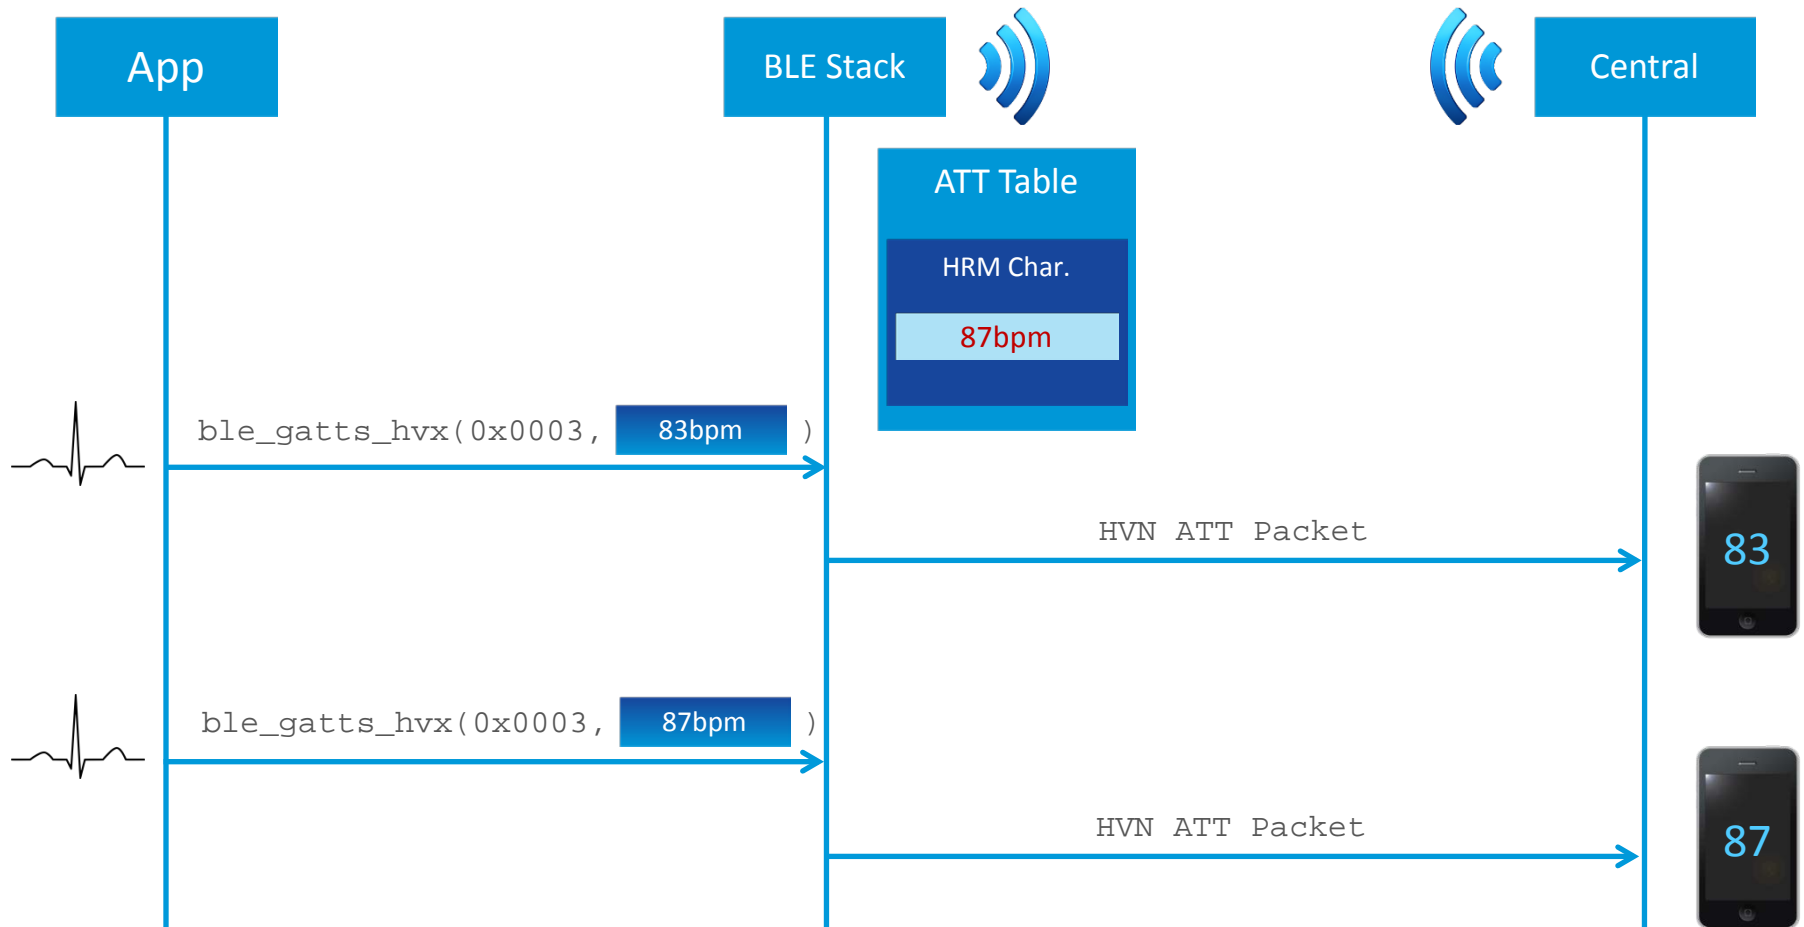 App
BLE Stack
Central
ATT Table
HRM Char.
87bpm
ble_gatts_hvx(0x0003, 83bpm )
HVN ATT Packet
83
ble_gatts_hvx(0x0003, 87bpm )
HVN ATT Packet
87